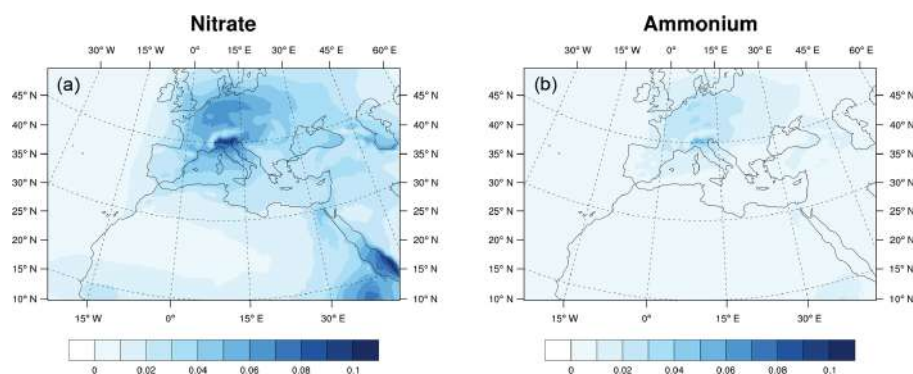 Nitrate
30° W 15° W 0° 15° E 30° E 45° E 60° E
(a)
45° N 45° N
40° N 40° N
35° N 35° N
30° N 30° N
25° N 25° N
20° N 20° N
15° N 15° N
10° N 10° N
15° W 0° 15° E 30° E
0 0.02 0.04 0.06 0.08 0.1
Ammonium
30° W 15° W 0° 15° E 30° E 45° E 60° E
(b)
45° N 45° N
40° N 40° N
35° N 35° N
30° N 30° N
25° N 25° N
20° N 20° N
15° N 15° N
10° N 10° N
15° W 0° 15° E 30° E
0 0.02 0.04 0.06 0.08 0.1